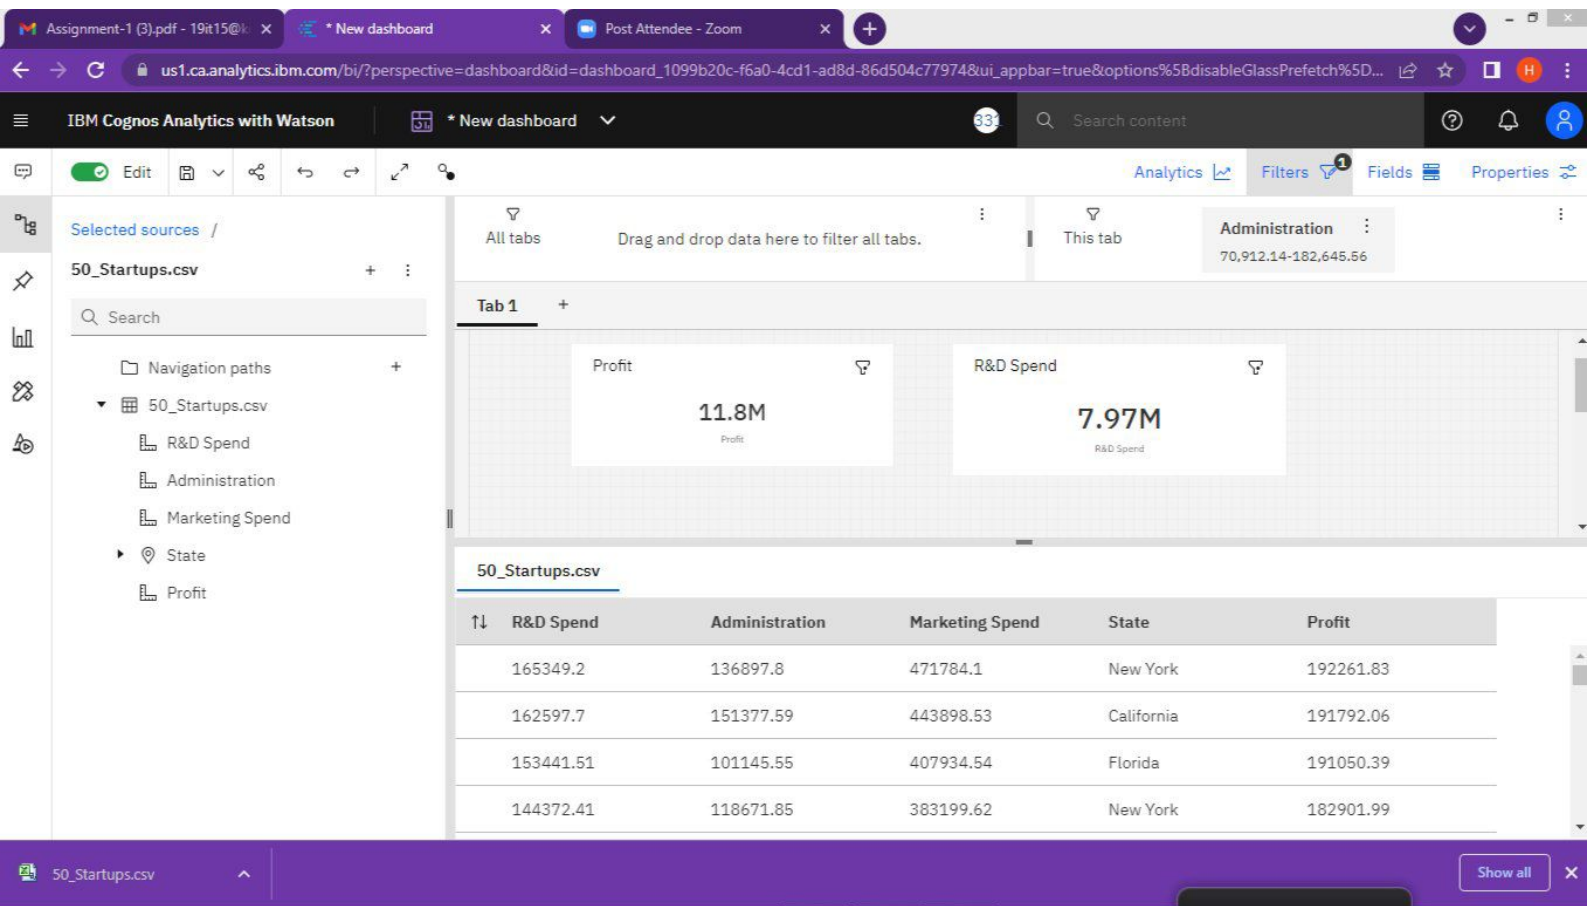 Assignment-1 (3).pdf - 19it15@k
* New dashboard
Post Attendee - Zoom
us1.ca.analytics.ibm.com/bi/?perspective=dashboard&id=dashboard_1099b20c-f6a0-4cd1-ad8d-86d504c77974&ui_appbar=true&options%5BdisableGlassPrefetch%5D...
H
IBM Cognos Analytics with Watson
* New dashboard
331
Search content
Edit
Analytics
Filters
1
Fields
Properties
Selected sources /
50_Startups.csv
Search
Navigation paths
50_Startups.csv
R&D Spend
Administration
Marketing Spend
State
Profit
All tabs
Drag and drop data here to filter all tabs.
This tab
Administration
70,912.14-182,645.56
Tab 1
Profit
11.8M
Profit
R&D Spend
7.97M
R&D Spend
50_Startups.csv
R&D Spend Administration Marketing Spend State Profit
165349.2 136897.8 471784.1 New York 192261.83
162597.7 151377.59 443898.53 California 191792.06
153441.51 101145.55 407934.54 Florida 191050.39
144372.41 118671.85 383199.62 New York 182901.99
50_Startups.csv
Show all